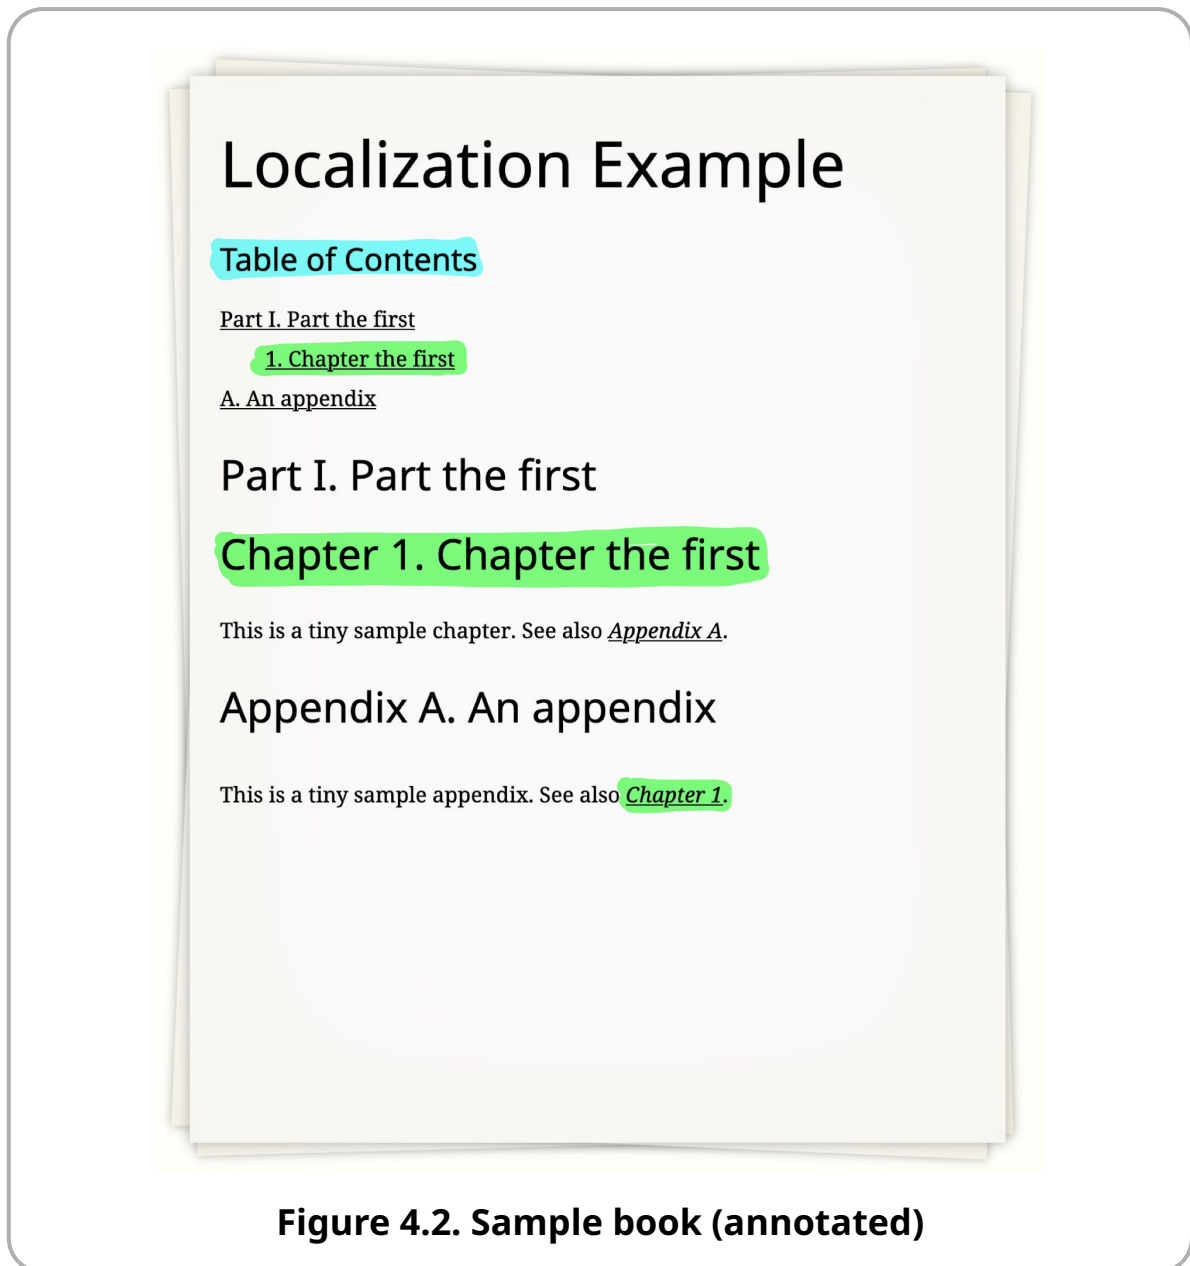 Localization Example
Table of Contents
Part I. Part the first
1. Chapter the first
A. An appendix
Part I. Part the first
Chapter 1. Chapter the first
This is a tiny sample chapter. See also Appendix A.
Appendix A. An appendix
This is a tiny sample appendix. See also Chapter 1.
Figure 4.2. Sample book (annotated)